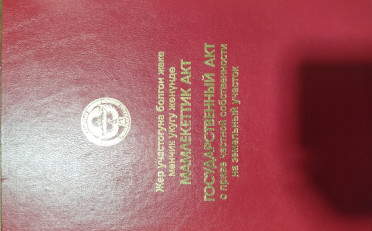 Жер участогуна болгон жеке
менчик укугу жөнүндө
МАМЛЕКЕТТИК АКТ
ГОСУДАРСТВЕННЫЙ АКТ
о праве частной собственности
на земельный участок